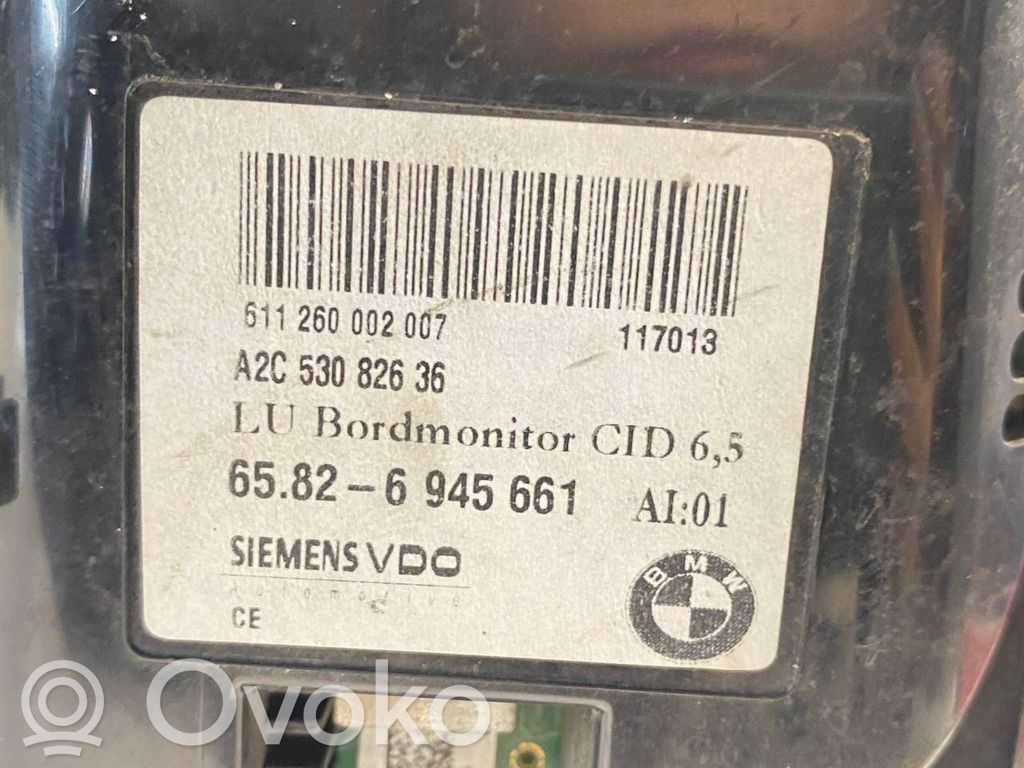 611 260 002 007 117013
A2C 530 826 36
LU Bordmonitor CID 6,5
65.82-6 945 661 AI:01
SIEMENS VDO
Automotive
CE
BMW
Ovoko